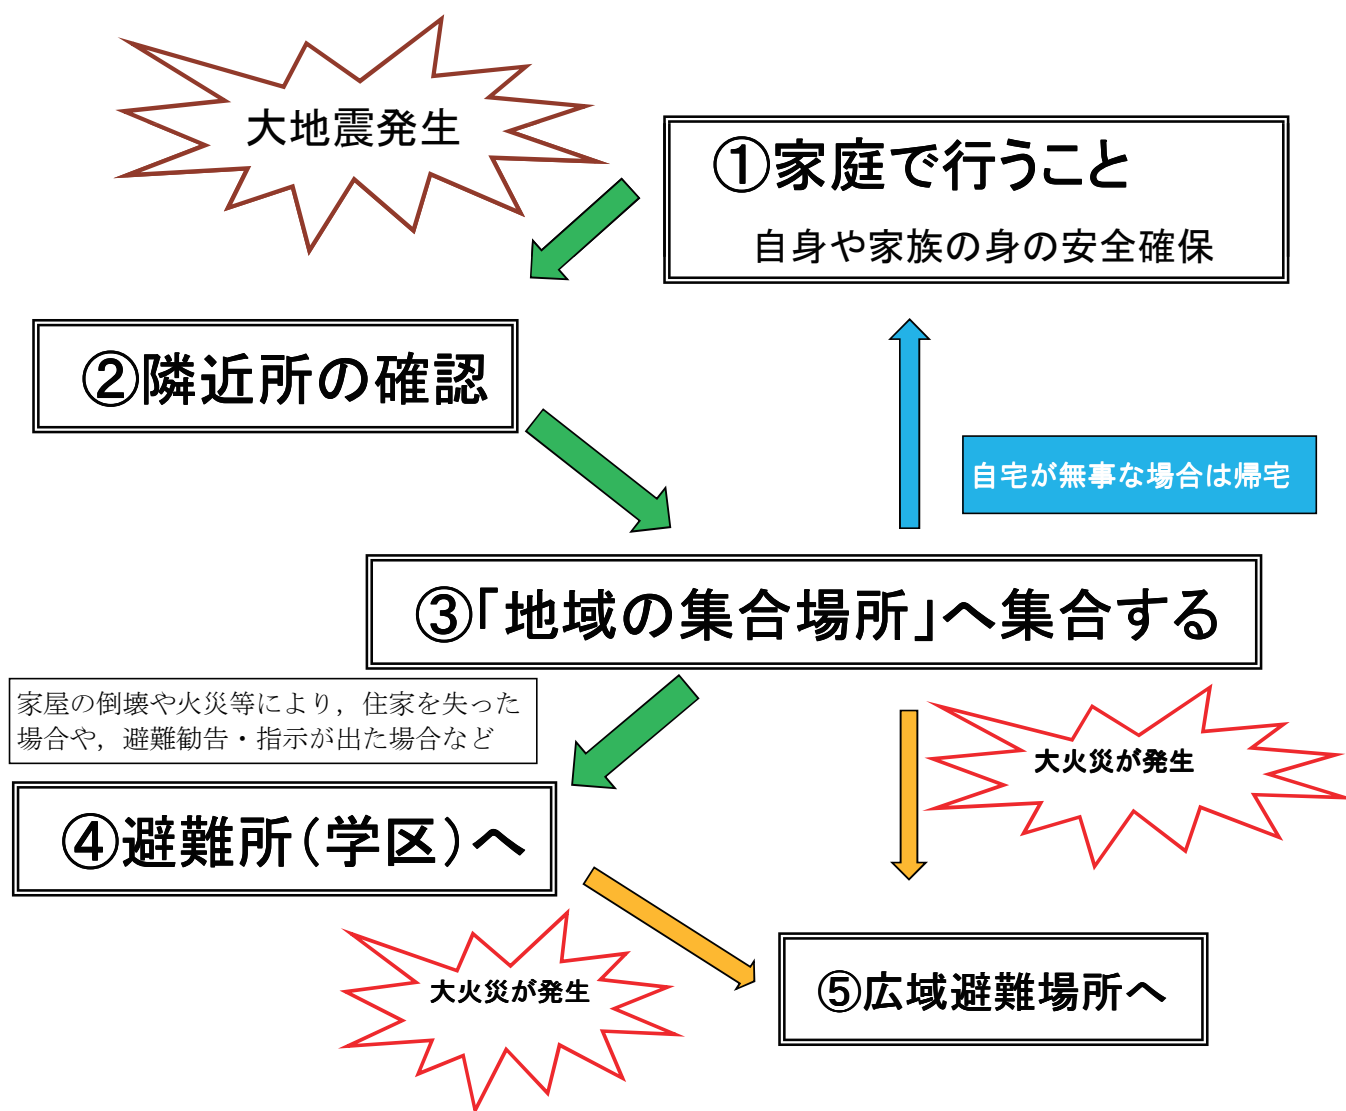 大地震発生
①家庭で行うこと
自身や家族の身の安全確保
②隣近所の確認
自宅が無事な場合は帰宅
③「地域の集合場所」へ集合する
家屋の倒壊や火災等により，住家を失った
場合や，避難勧告・指示が出た場合など
大火災が発生
④避難所（学区）へ
大火災が発生
⑤広域避難場所へ